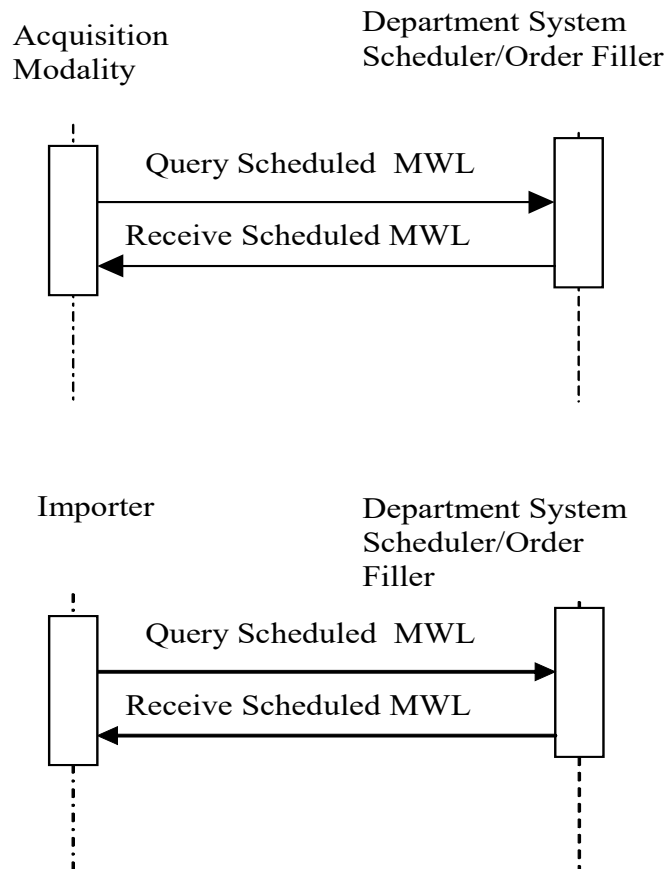 Acquisition
Modality
Department System
Scheduler/Order Filler
Query Scheduled  MWL
Receive Scheduled MWL
Importer
Department System
Scheduler/Order
Filler
Query Scheduled  MWL
Receive Scheduled MWL